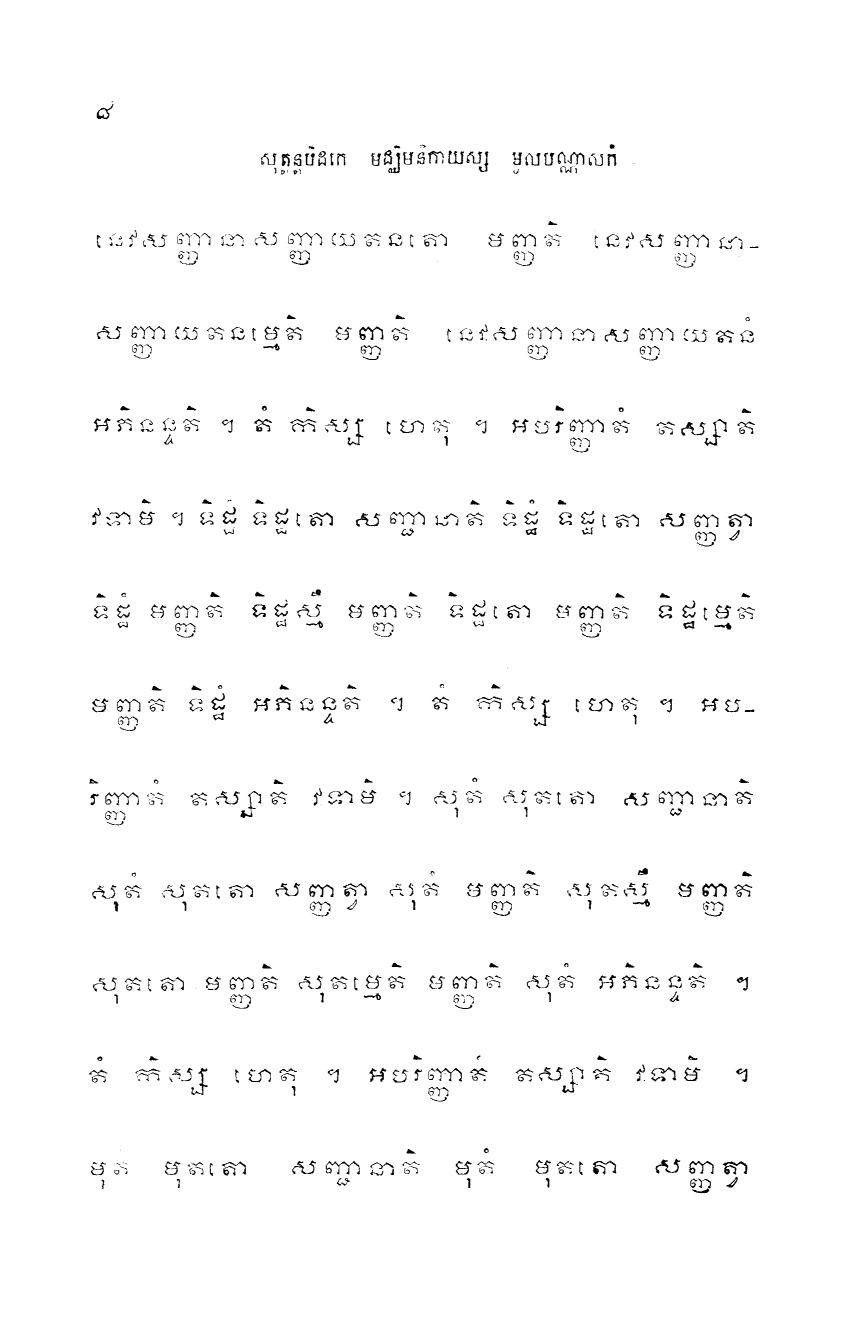 ៨
សុត្តន្តបិដកេ មជ្ឈិមនិកាយស្ស មូលបណ្ណាសកំ
នេវសញ្ញានាសញ្ញាយតនតោ មញ្ញតិ នេវសញ្ញានា-
សញ្ញាយតនម្មេតិ មញ្ញតិ នេវសញ្ញានាសញ្ញាយតនំ
អភិនន្ទតិ ។ តំ កិស្ស ហេតុ ។ អបរិញ្ញាតំ តស្សាតិ
វទាមិ ។ ទិដ្ឋំ ទិដ្ឋតោ សញ្ជានាតិ ទិដ្ឋំ ទិដ្ឋតោ សញ្ញត្វា
ទិដ្ឋំ មញ្ញតិ ទិដ្ឋស្មឹ មញ្ញតិ ទិដ្ឋតោ មញ្ញតិ ទិដ្ឋម្មេតិ
មញ្ញតិ ទិដ្ឋំ អភិនន្ទតិ ។ តំ កិស្ស ហេតុ ។ អប-
រិញ្ញាតំ តស្សាតិ វទាមិ ។ សុតំ សុតតោ សញ្ជានាតិ
សុតំ សុតតោ សញ្ញត្វា សុតំ មញ្ញតិ សុតស្មឹ មញ្ញតិ
សុតតោ មញ្ញតិ សុតម្មេតិ មញ្ញតិ សុតំ អភិនន្ទតិ ។
តំ កិស្ស ហេតុ ។ អបរិញ្ញាតំ តស្សាតិ វទាមិ ។
មុតំ មុតតោ សញ្ជានាតិ មុតំ មុតតោ សញ្ញត្វា